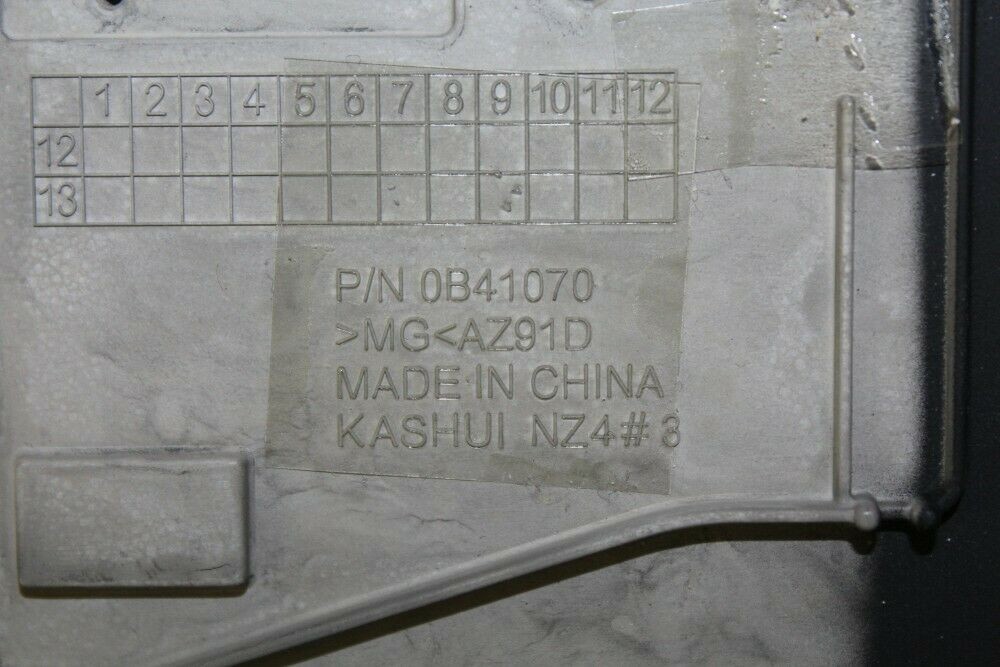 1 2 3 4 5 6 7 8 9 10 11 12
12
13
P/N 0B41070
>MG<AZ91D
MADE IN CHINA
KASHUI NZ4#3